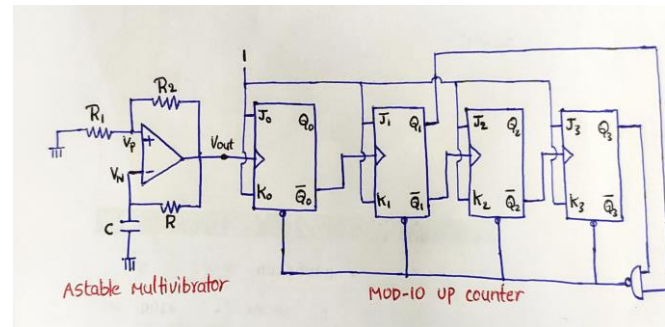 1
R1
R2
Vp
VN
+
-
Vout
C
R
J0 Q0
K0 Q̅0
J1 Q1
K1 Q̅1
J2 Q2
K2 Q̅2
J3 Q3
K3 Q̅3
Astable Multivibrator
MOD-10 UP counter